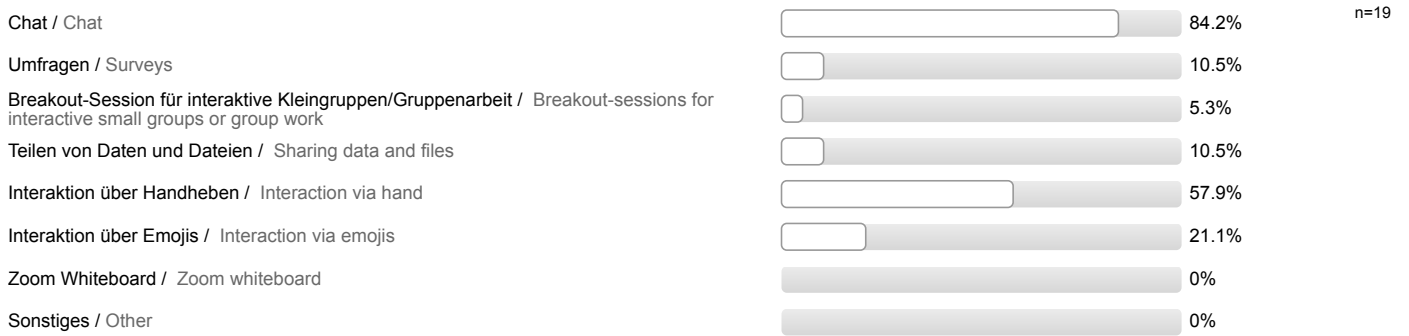 Chat / Chat 84.2% n=19
Umfragen / Surveys 10.5%
Breakout-Session für interaktive Kleingruppen/Gruppenarbeit / Breakout-sessions for
interactive small groups or group work 5.3%
Teilen von Daten und Dateien / Sharing data and files 10.5%
Interaktion über Handheben / Interaction via hand 57.9%
Interaktion über Emojis / Interaction via emojis 21.1%
Zoom Whiteboard / Zoom whiteboard 0%
Sonstiges / Other 0%